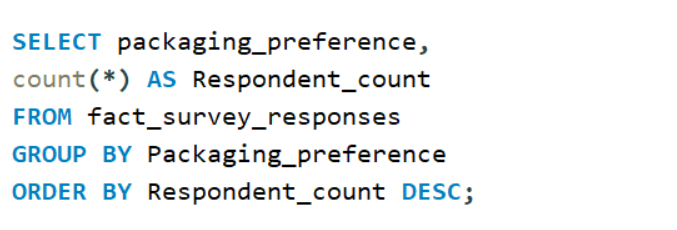 SELECT packaging_preference,
count(*) AS Respondent_count
FROM fact_survey_responses
GROUP BY Packaging_preference
ORDER BY Respondent_count DESC;